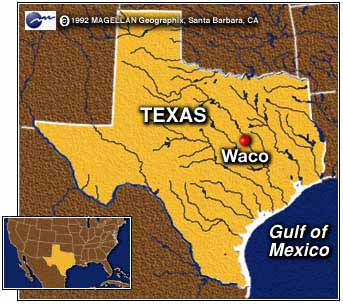 © 1992 MAGELLAN Geographix, Santa Barbara, CA
TEXAS
Waco
Gulf of
Mexico